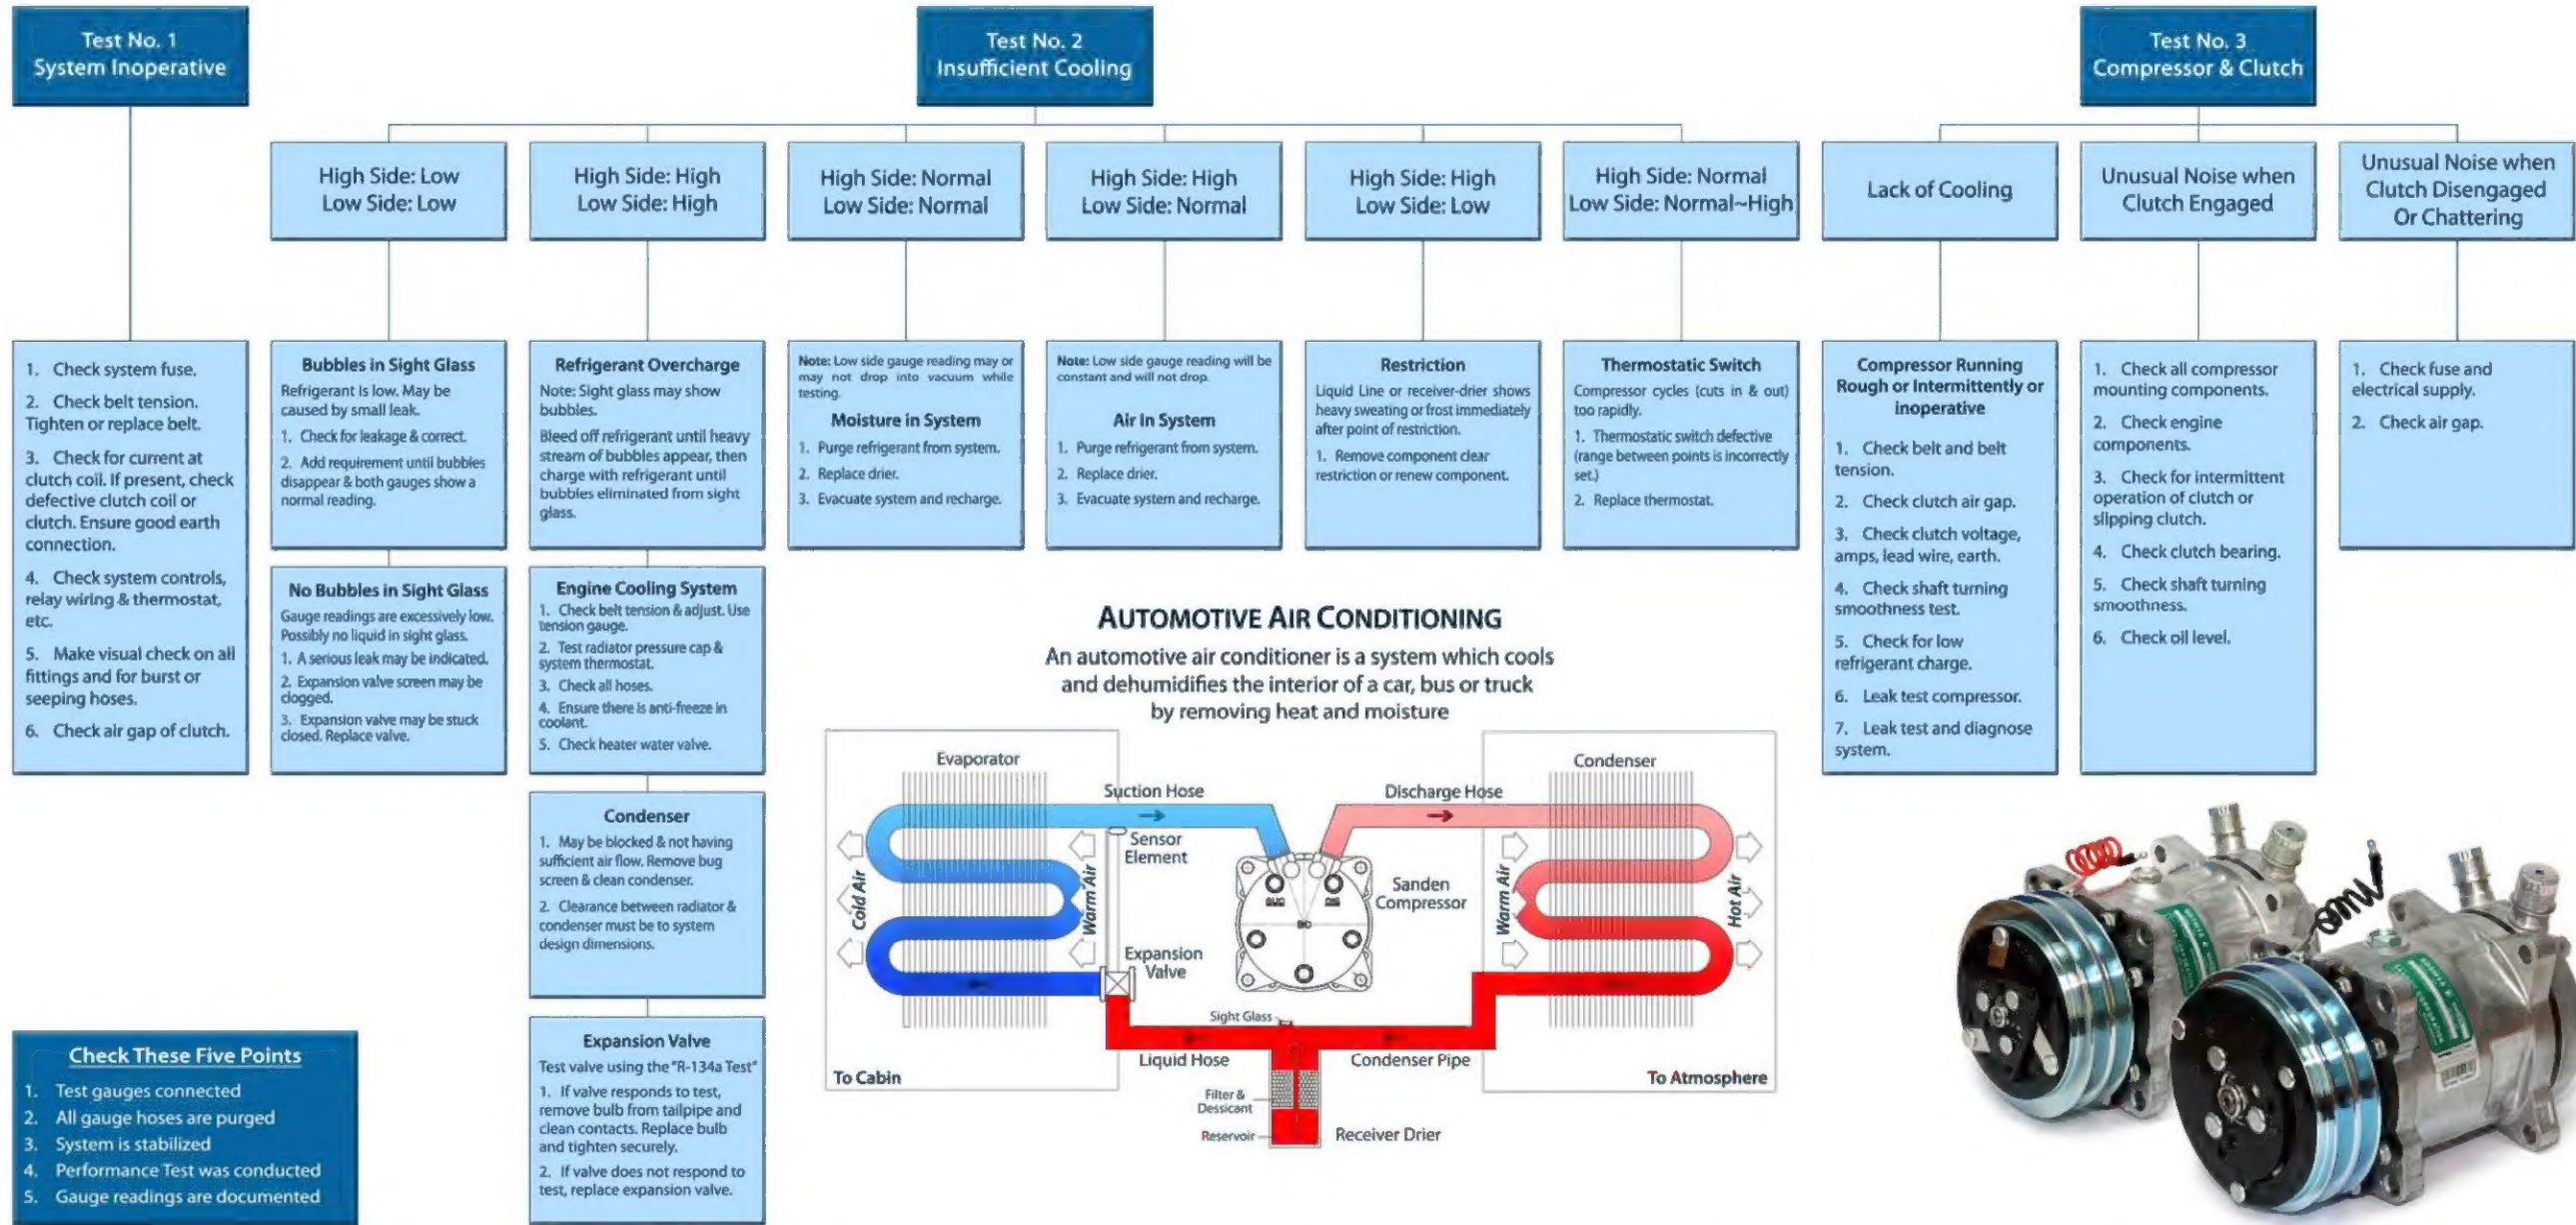 Test No. 1
System Inoperative
Test No. 2
Insufficient Cooling
Test No. 3
Compressor & Clutch
High Side: Low
Low Side: Low
High Side: High
Low Side: High
High Side: Normal
Low Side: Normal
High Side: High
Low Side: Normal
High Side: High
Low Side: Low
High Side: Normal
Low Side: Normal~High
Lack of Cooling
Unusual Noise when
Clutch Engaged
Unusual Noise when
Clutch Disengaged
Or Chattering
1. Check system fuse.
2. Check belt tension.
Tighten or replace belt.
3. Check for current at
clutch coil. If present, check
defective clutch coil or
clutch. Ensure good earth
connection.
4. Check system controls,
relay wiring & thermostat,
etc.
5. Make visual check on all
fittings and for burst or
seeping hoses.
6. Check air gap of clutch.
Bubbles in Sight Glass
Refrigerant is low. May be
caused by small leak.
1. Check for leakage & correct.
2. Add requirement until bubbles
disappear & both gauges show a
normal reading.
No Bubbles in Sight Glass
Gauge readings are excessively low.
Possibly no liquid in sight glass.
1. A serious leak may be indicated.
2. Expansion valve screen may be
clogged.
3. Expansion valve may be stuck
closed. Replace valve.
Refrigerant Overcharge
Note: Sight glass may show
bubbles.
Bleed off refrigerant until heavy
stream of bubbles appear, then
charge with refrigerant until
bubbles eliminated from sight
glass.
Engine Cooling System
1. Check belt tension & adjust. Use
tension gauge.
2. Test radiator pressure cap &
system thermostat.
3. Check all hoses.
4. Ensure there is anti-freeze in
coolant.
5. Check heater water valve.
Condenser
1. May be blocked & not having
sufficient air flow. Remove bug
screen & clean condenser.
2. Clearance between radiator &
condenser must be to system
design dimensions.
Expansion Valve
Test valve using the "R-134a Test"
1. If valve responds to test,
remove bulb from tailpipe and
clean contacts. Replace bulb
and tighten securely.
2. If valve does not respond to
test, replace expansion valve.
Note: Low side gauge reading may or
may not drop into vacuum while
testing.
Moisture in System
1. Purge refrigerant from system.
2. Replace drier.
3. Evacuate system and recharge.
Note: Low side gauge reading will be
constant and will not drop.
Air In System
1. Purge refrigerant from system.
2. Replace drier.
3. Evacuate system and recharge.
Restriction
Liquid Line or receiver-drier shows
heavy sweating or frost immediately
after point of restriction.
1. Remove component clear
restriction or renew component.
Thermostatic Switch
Compressor cycles (cuts in & out)
too rapidly.
1. Thermostatic switch defective
(range between points is incorrectly
set.)
2. Replace thermostat.
Compressor Running
Rough or Intermittently or
inoperative
1. Check belt and belt
tension.
2. Check clutch air gap.
3. Check clutch voltage,
amps, lead wire, earth.
4. Check shaft turning
smoothness test.
5. Check for low
refrigerant charge.
6. Leak test compressor.
7. Leak test and diagnose
system.
1. Check all compressor
mounting components.
2. Check engine
components.
3. Check for intermittent
operation of clutch or
slipping clutch.
4. Check clutch bearing.
5. Check shaft turning
smoothness.
6. Check oil level.
1. Check fuse and
electrical supply.
2. Check air gap.
AUTOMOTIVE AIR CONDITIONING
An automotive air conditioner is a system which cools
and dehumidifies the interior of a car, bus or truck
by removing heat and moisture
Evaporator
Suction Hose
Discharge Hose
Condenser
Sensor
Element
Cold Air
Warm Air
Sanden
Compressor
Warm Air
Hot Air
Expansion
Valve
Sight Glass
Liquid Hose
Condenser Pipe
To Cabin
To Atmosphere
Filter &
Dessicant
Reservoir
Receiver Drier
Check These Five Points
1. Test gauges connected
2. All gauge hoses are purged
3. System is stabilized
4. Performance Test was conducted
5. Gauge readings are documented